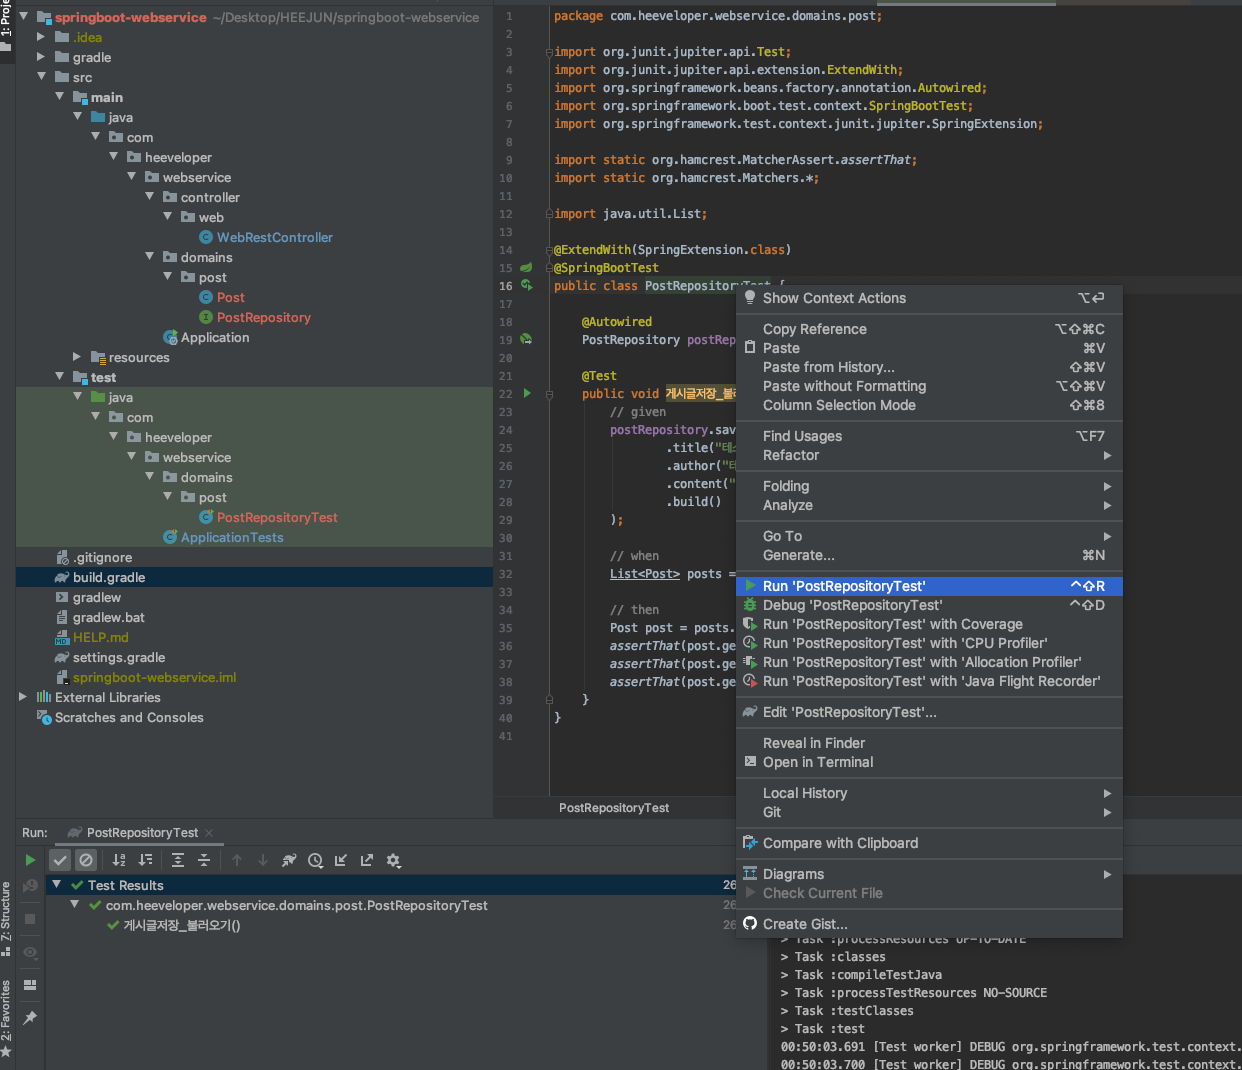 1: Proje
springboot-webservice ~/Desktop/HEEJUN/springboot-webservice
.idea
gradle
src
main
java
com
heeveloper
webservice
controller
web
WebRestController
domains
post
Post
PostRepository
Application
resources
test
java
com
heeveloper
webservice
domains
post
PostRepositoryTest
ApplicationTests
.gitignore
build.gradle
gradlew
gradlew.bat
HELP.md
settings.gradle
springboot-webservice.iml
External Libraries
Scratches and Consoles
1 package com.heeveloper.webservice.domains.post;
2
3 import org.junit.jupiter.api.Test;
4 import org.junit.jupiter.api.extension.ExtendWith;
5 import org.springframework.beans.factory.annotation.Autowired;
6 import org.springframework.boot.test.context.SpringBootTest;
7 import org.springframework.test.context.junit.jupiter.SpringExtension;
8
9 import static org.hamcrest.MatcherAssert.assertThat;
10 import static org.hamcrest.Matchers.*;
11
12 import java.util.List;
13
14 @ExtendWith(SpringExtension.class)
15 @SpringBootTest
16 public class PostRepositoryTest {
17
18 @Autowired
19 PostRepository postRep
20
21 @Test
22 public void 게시글저장_불러
23 // given
24 postRepository.sav
25 .title("테스
26 .author("테
27 .content("
28 .build()
29 );
30
31 // when
32 List<Post> posts =
33
34 // then
35 Post post = posts.
36 assertThat(post.ge
37 assertThat(post.ge
38 assertThat(post.ge
39 }
40 }
41
PostRepositoryTest
Show Context Actions ⌥⏎
Copy Reference ⌥⇧⌘C
Paste ⌘V
Paste from History... ⇧⌘V
Paste without Formatting ⌥⇧⌘V
Column Selection Mode ⇧⌘8
Find Usages ⌥F7
Refactor
Folding
Analyze
Go To
Generate... ⌘N
Run 'PostRepositoryTest' ^⇧R
Debug 'PostRepositoryTest' ^⇧D
Run 'PostRepositoryTest' with Coverage
Run 'PostRepositoryTest' with 'CPU Profiler'
Run 'PostRepositoryTest' with 'Allocation Profiler'
Run 'PostRepositoryTest' with 'Java Flight Recorder'
Edit 'PostRepositoryTest'...
Reveal in Finder
Open in Terminal
Local History
Git
Compare with Clipboard
Diagrams
Check Current File
Create Gist...
Run: PostRepositoryTest
Test Results 26
com.heeveloper.webservice.domains.post.PostRepositoryTest 26
게시글저장_불러오기() 26
> Task :processResources UP-TO-DATE
> Task :classes
> Task :compileTestJava
> Task :processTestResources NO-SOURCE
> Task :testClasses
> Task :test
00:50:03.691 [Test worker] DEBUG org.springframework.test.context.
00:50:03.700 [Test worker] DEBUG org.springframework.test.context.
Z: Structure
2: Favorites